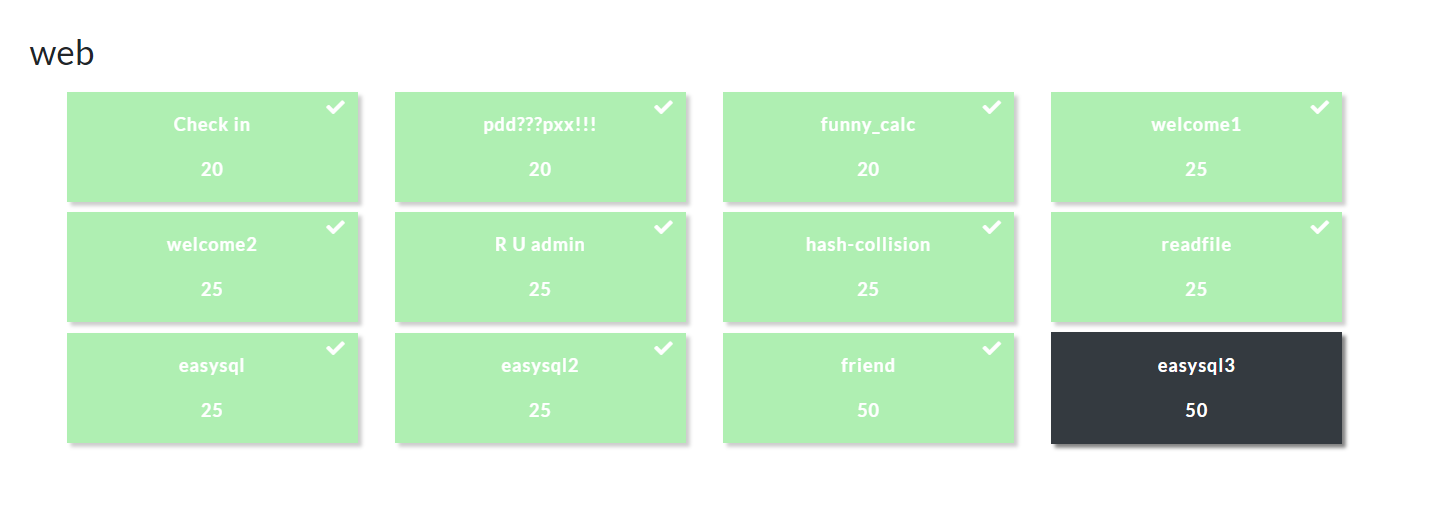 web
Check in
20
pdd???pxx!!!
20
funny_calc
20
welcome1
25
welcome2
25
R U admin
25
hash-collision
25
readfile
25
easysql
25
easysql2
25
friend
50
easysql3
50